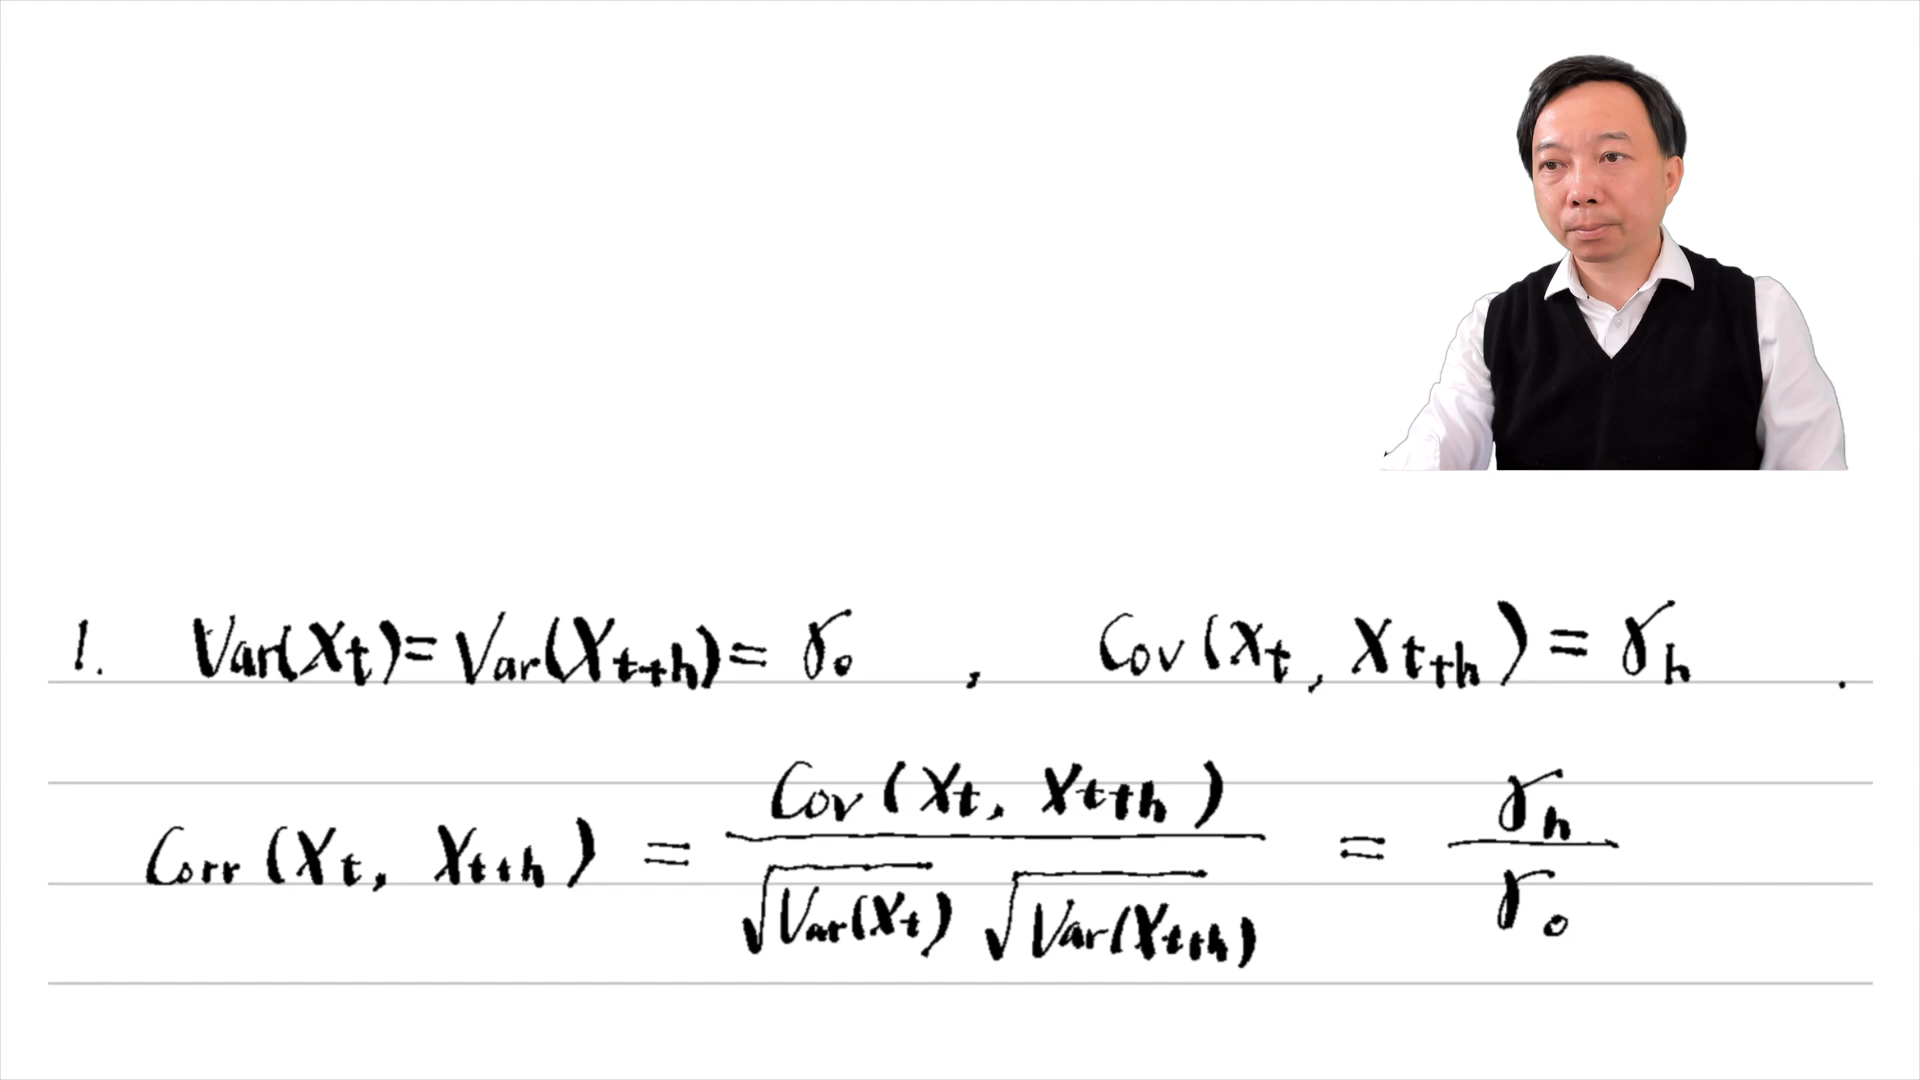 1. Var(Xt) = Var(Xt+h) = γ0 , Cov(Xt, Xt+h) = γh .
Corr(Xt, Xt+h) = Cov(Xt, Xt+h) / √Var(Xt) √Var(Xt+h) = γh / γ0